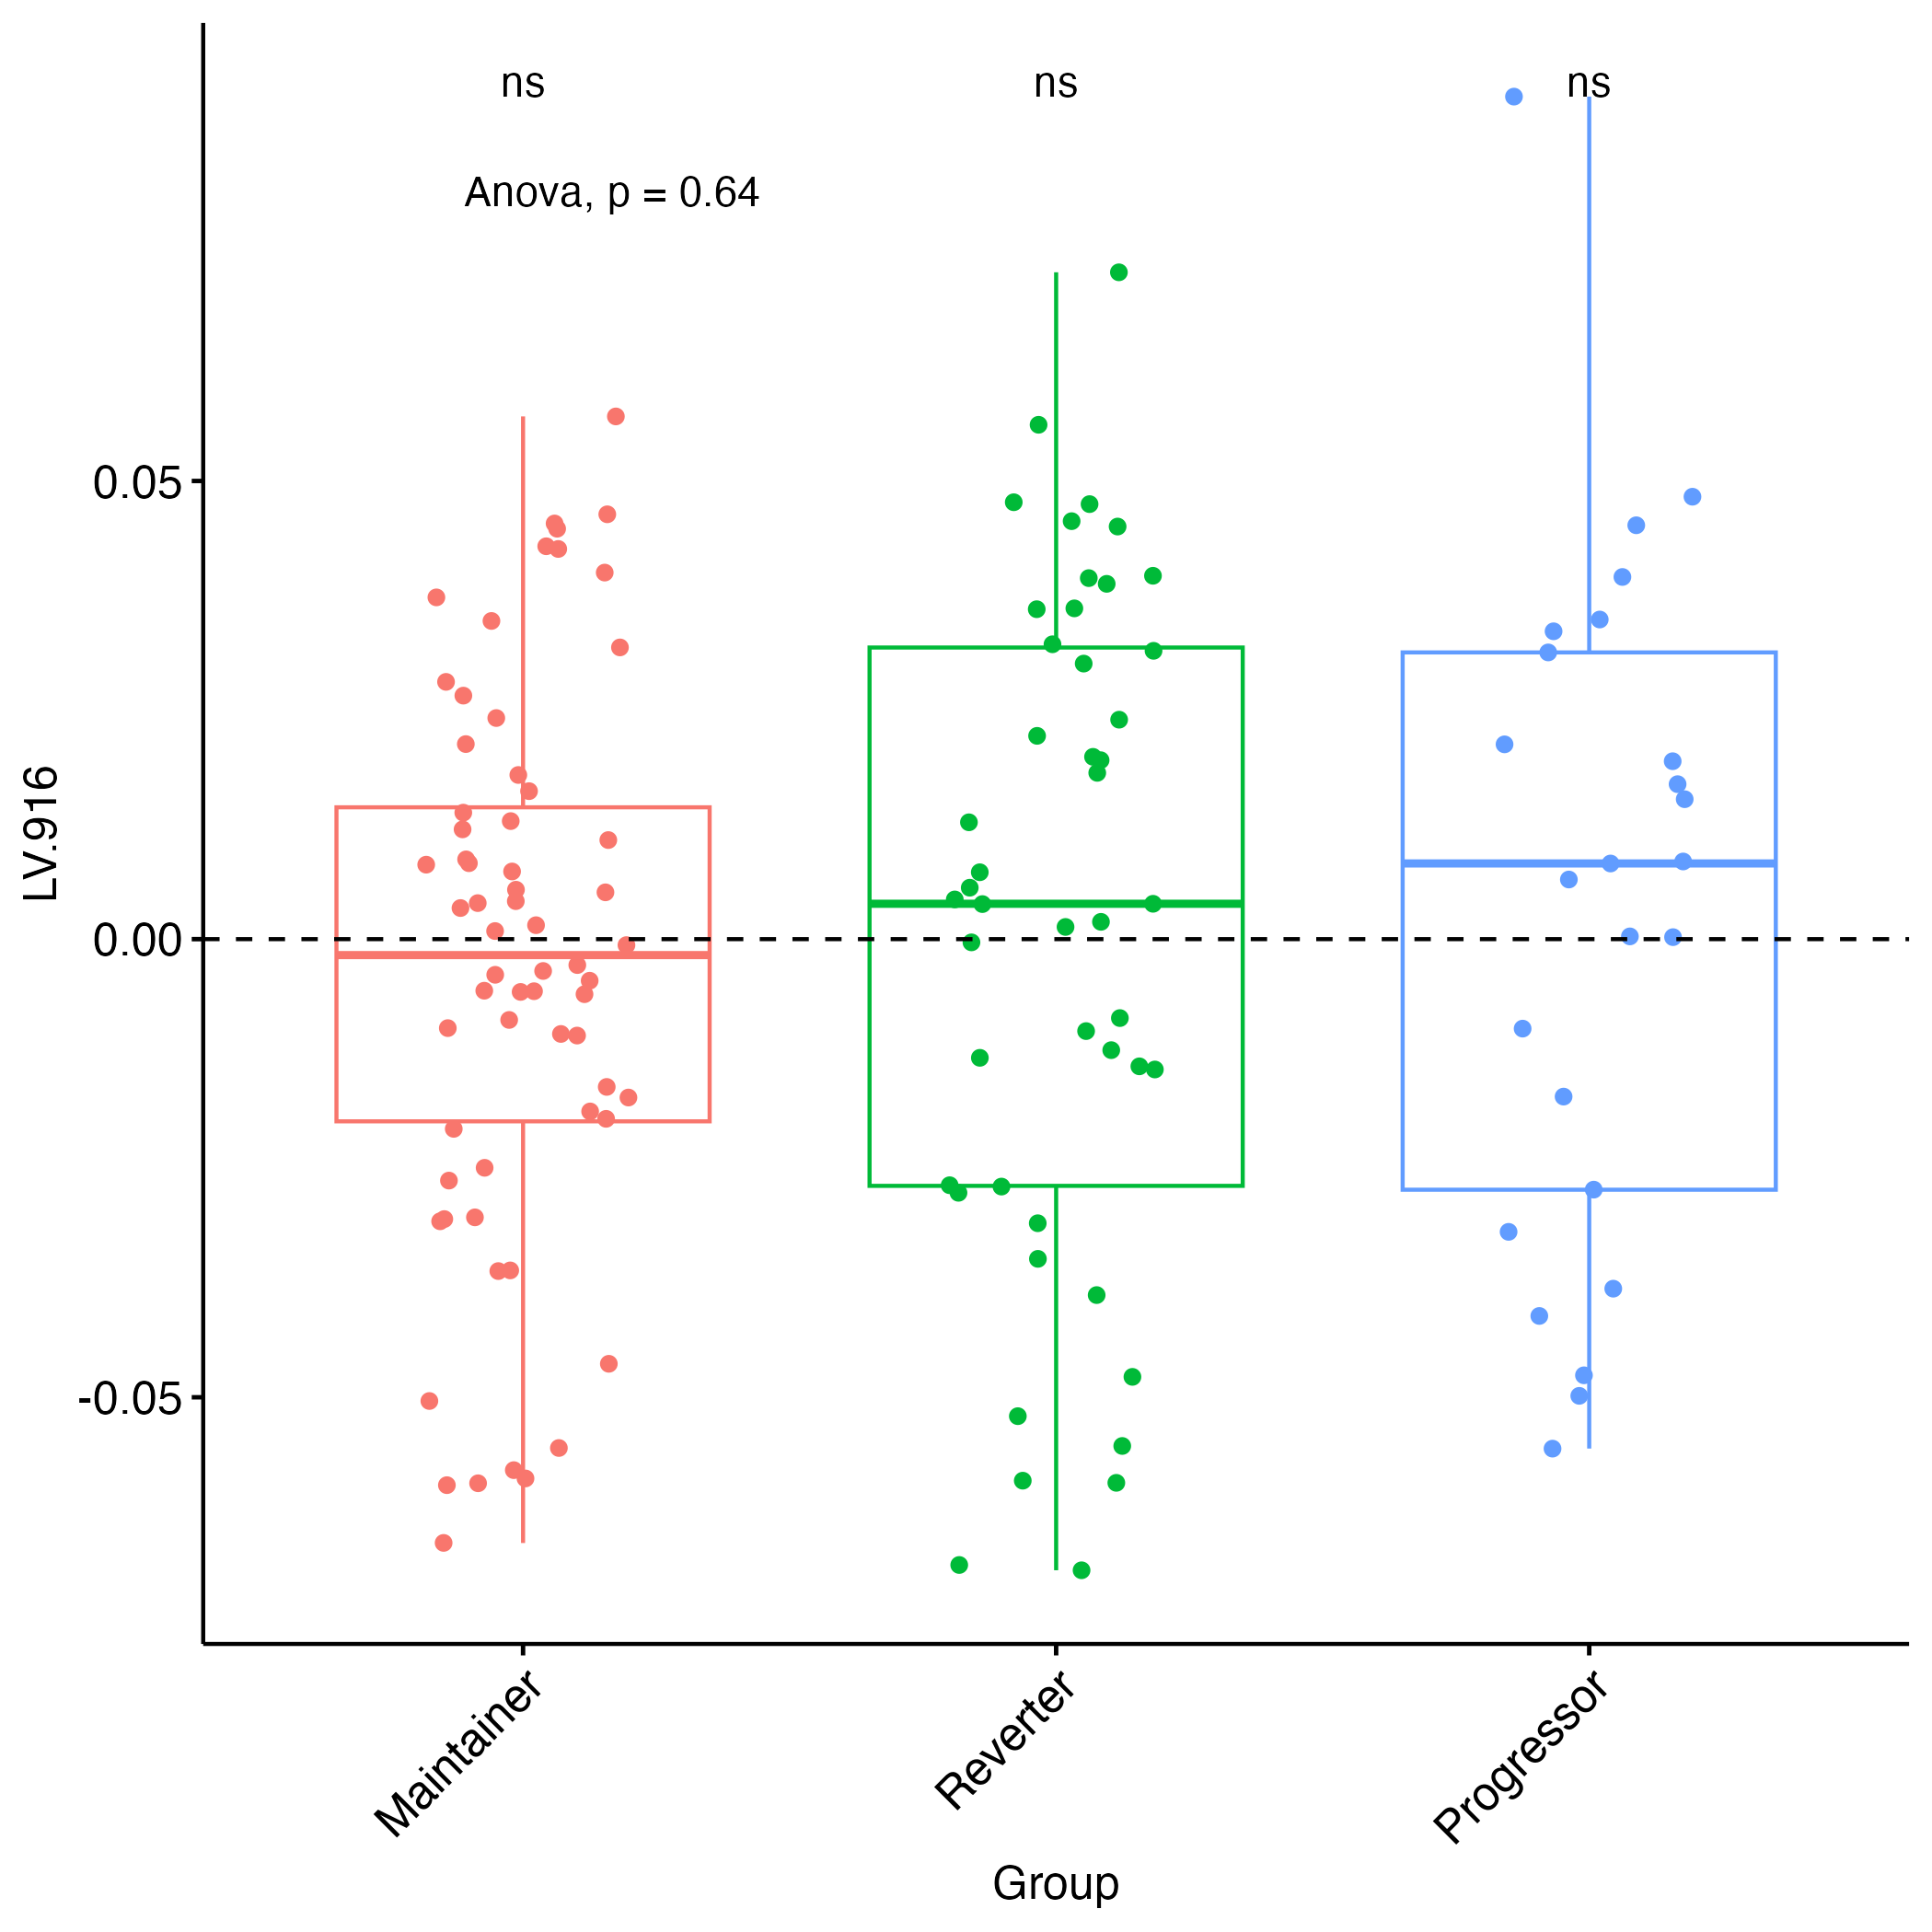 ns ns ns
Anova, p = 0.64
LV.916
0.05
0.00
-0.05
Maintainer Reverter Progressor
Group